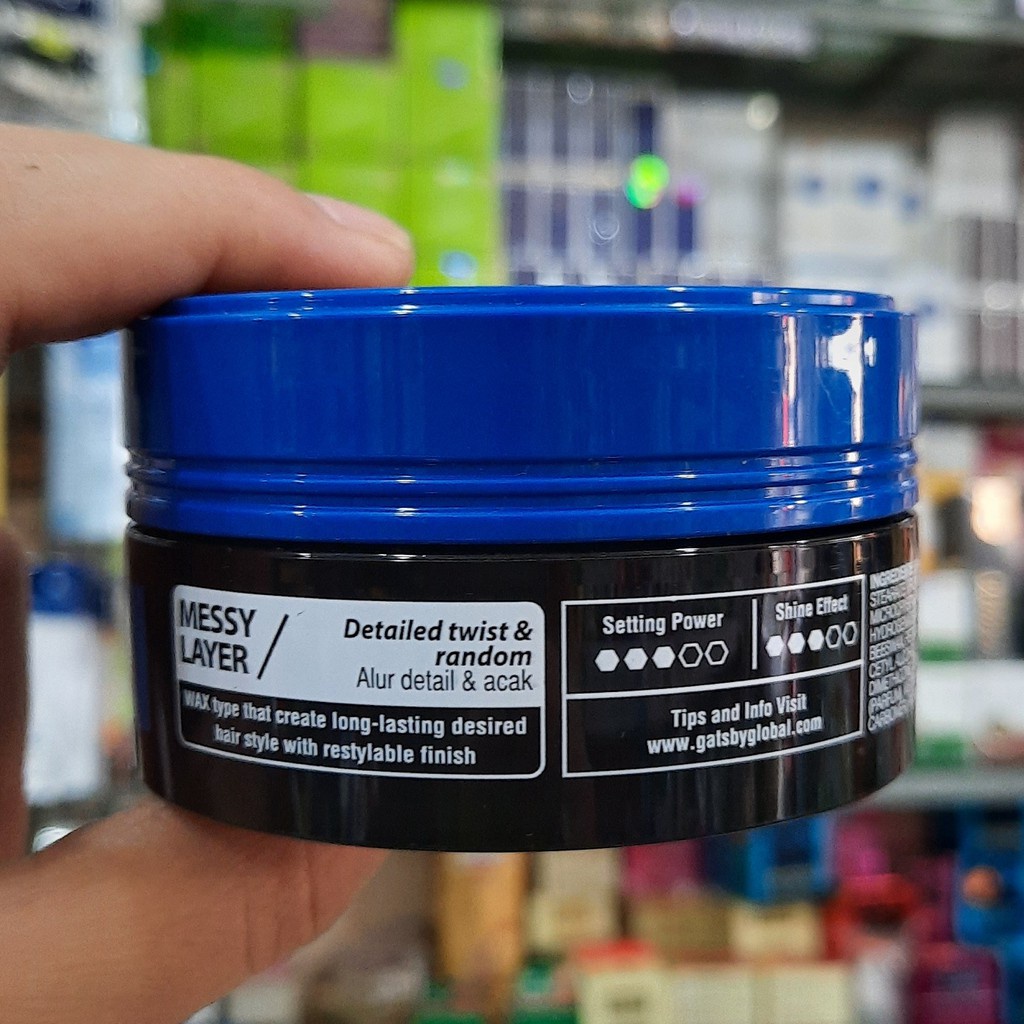 MESSY
LAYER /
Detailed twist &
random
Alur detail & acak
WAX type that create long-lasting desired
hair style with restylable finish
Setting Power
Shine Effect
Tips and Info Visit
www.gatsbyglobal.com